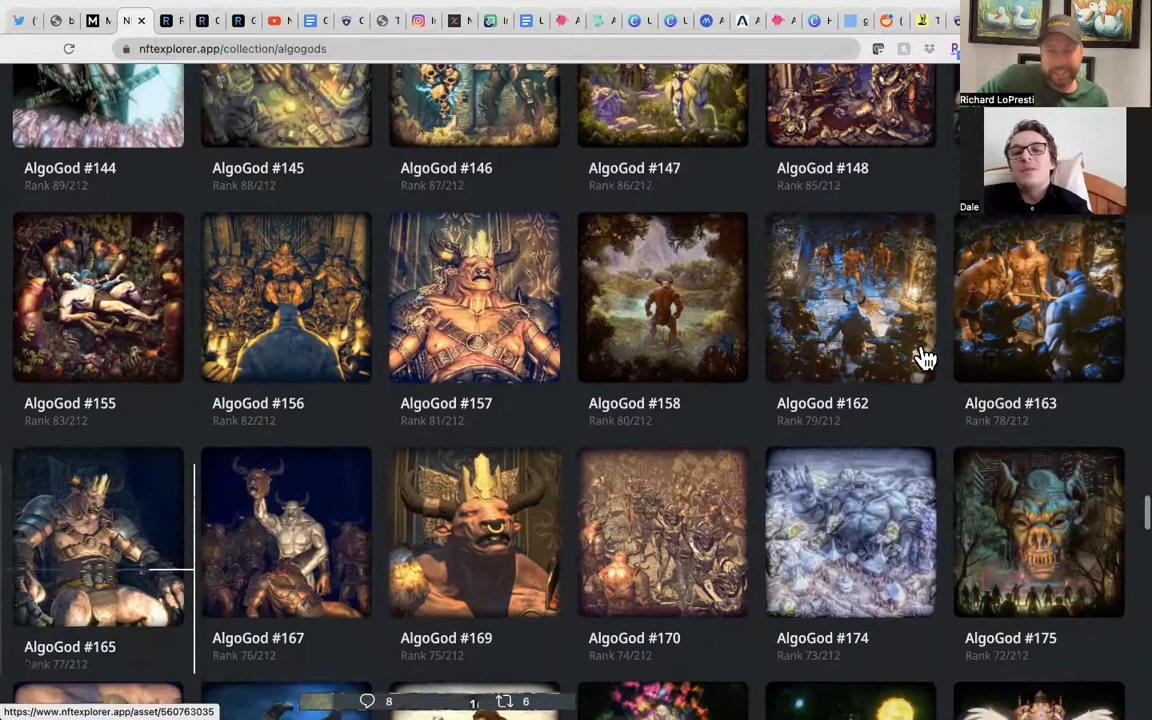 nftexplorer.app/collection/algogods
Richard LoPresti
Dale
AlgoGod #144
Rank 89/212
AlgoGod #145
Rank 88/212
AlgoGod #146
Rank 87/212
AlgoGod #147
Rank 86/212
AlgoGod #148
Rank 85/212
AlgoGod #155
Rank 83/212
AlgoGod #156
Rank 82/212
AlgoGod #157
Rank 81/212
AlgoGod #158
Rank 80/212
AlgoGod #162
Rank 79/212
AlgoGod #163
Rank 78/212
AlgoGod #165
Rank 77/212
AlgoGod #167
Rank 76/212
AlgoGod #169
Rank 75/212
AlgoGod #170
Rank 74/212
AlgoGod #174
Rank 73/212
AlgoGod #175
Rank 72/212
8
6
https://www.nftexplorer.app/asset/560763035